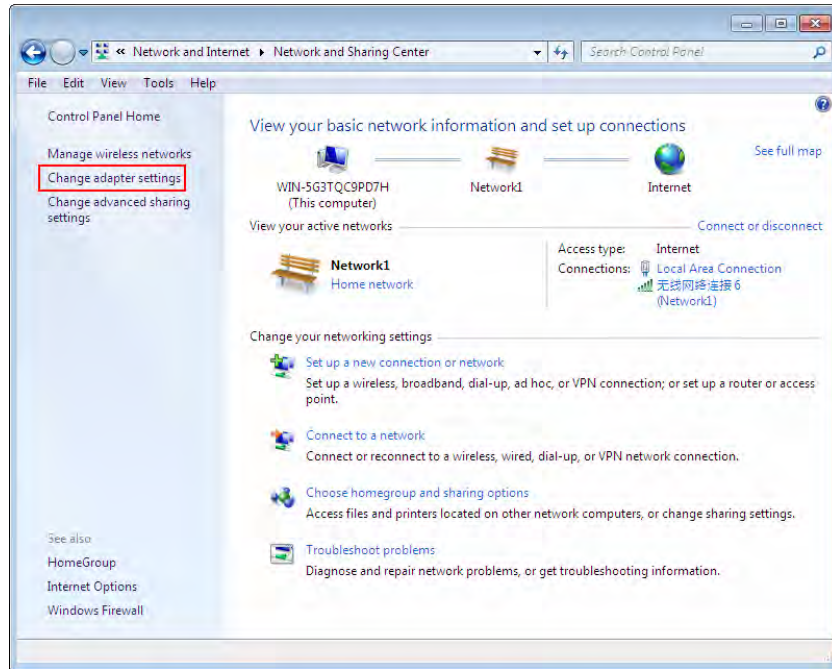 « Network and Internet ▸ Network and Sharing Center
Search Control Panel
File Edit View Tools Help
Control Panel Home
Manage wireless networks
Change adapter settings
Change advanced sharing
settings
View your basic network information and set up connections
See full map
WIN-5G3TQC9PD7H
(This computer)
Network1
Internet
View your active networks
Connect or disconnect
Network1
Home network
Access type: Internet
Connections: Local Area Connection
无线网络连接 6
(Network1)
Change your networking settings
Set up a new connection or network
Set up a wireless, broadband, dial-up, ad hoc, or VPN connection; or set up a router or access
point.
Connect to a network
Connect or reconnect to a wireless, wired, dial-up, or VPN network connection.
Choose homegroup and sharing options
Access files and printers located on other network computers, or change sharing settings.
Troubleshoot problems
Diagnose and repair network problems, or get troubleshooting information.
See also
HomeGroup
Internet Options
Windows Firewall